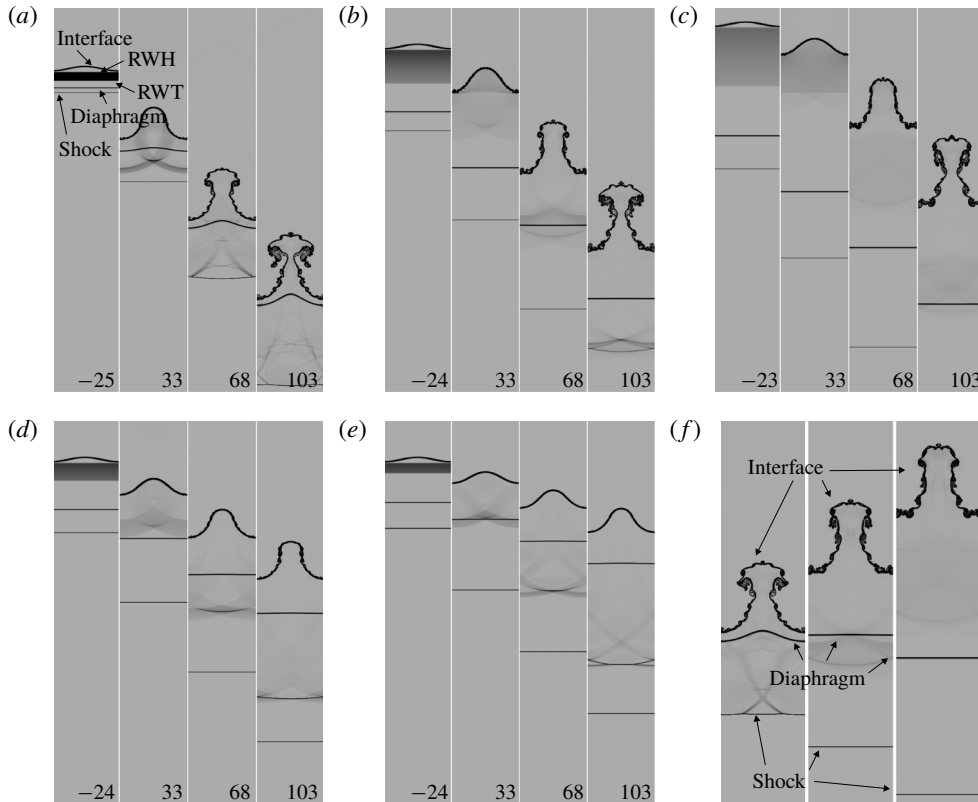 (a)
Interface
RWH
RWT
Diaphragm
Shock
−25 33 68 103
(b)
−24 33 68 103
(c)
−23 33 68 103
(d)
−24 33 68 103
(e)
−24 33 68 103
(f)
Interface
Diaphragm
Shock